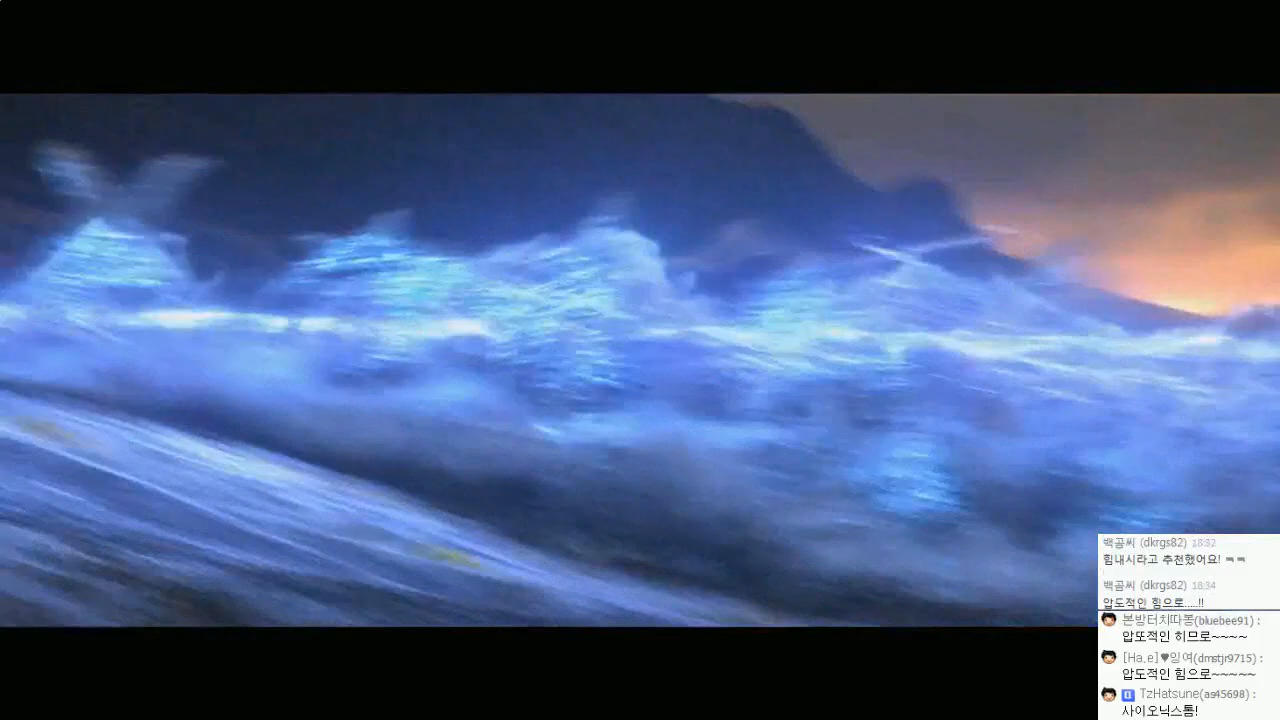 백곰씨 (dkrgs82) 18:32
힘내시라고 추천했어요! ㅋㅋ
백곰씨 (dkrgs82) 18:34
압도적인 힘으로.....!!
본방터치따봉(bluebee91) :
압또적인 히므로~~~~
[Ha.e]♥잉여(dmstjr9715) :
압도적인 힘으로~~~~~
TzHatsune(as45698) :
사이오닉스톰!